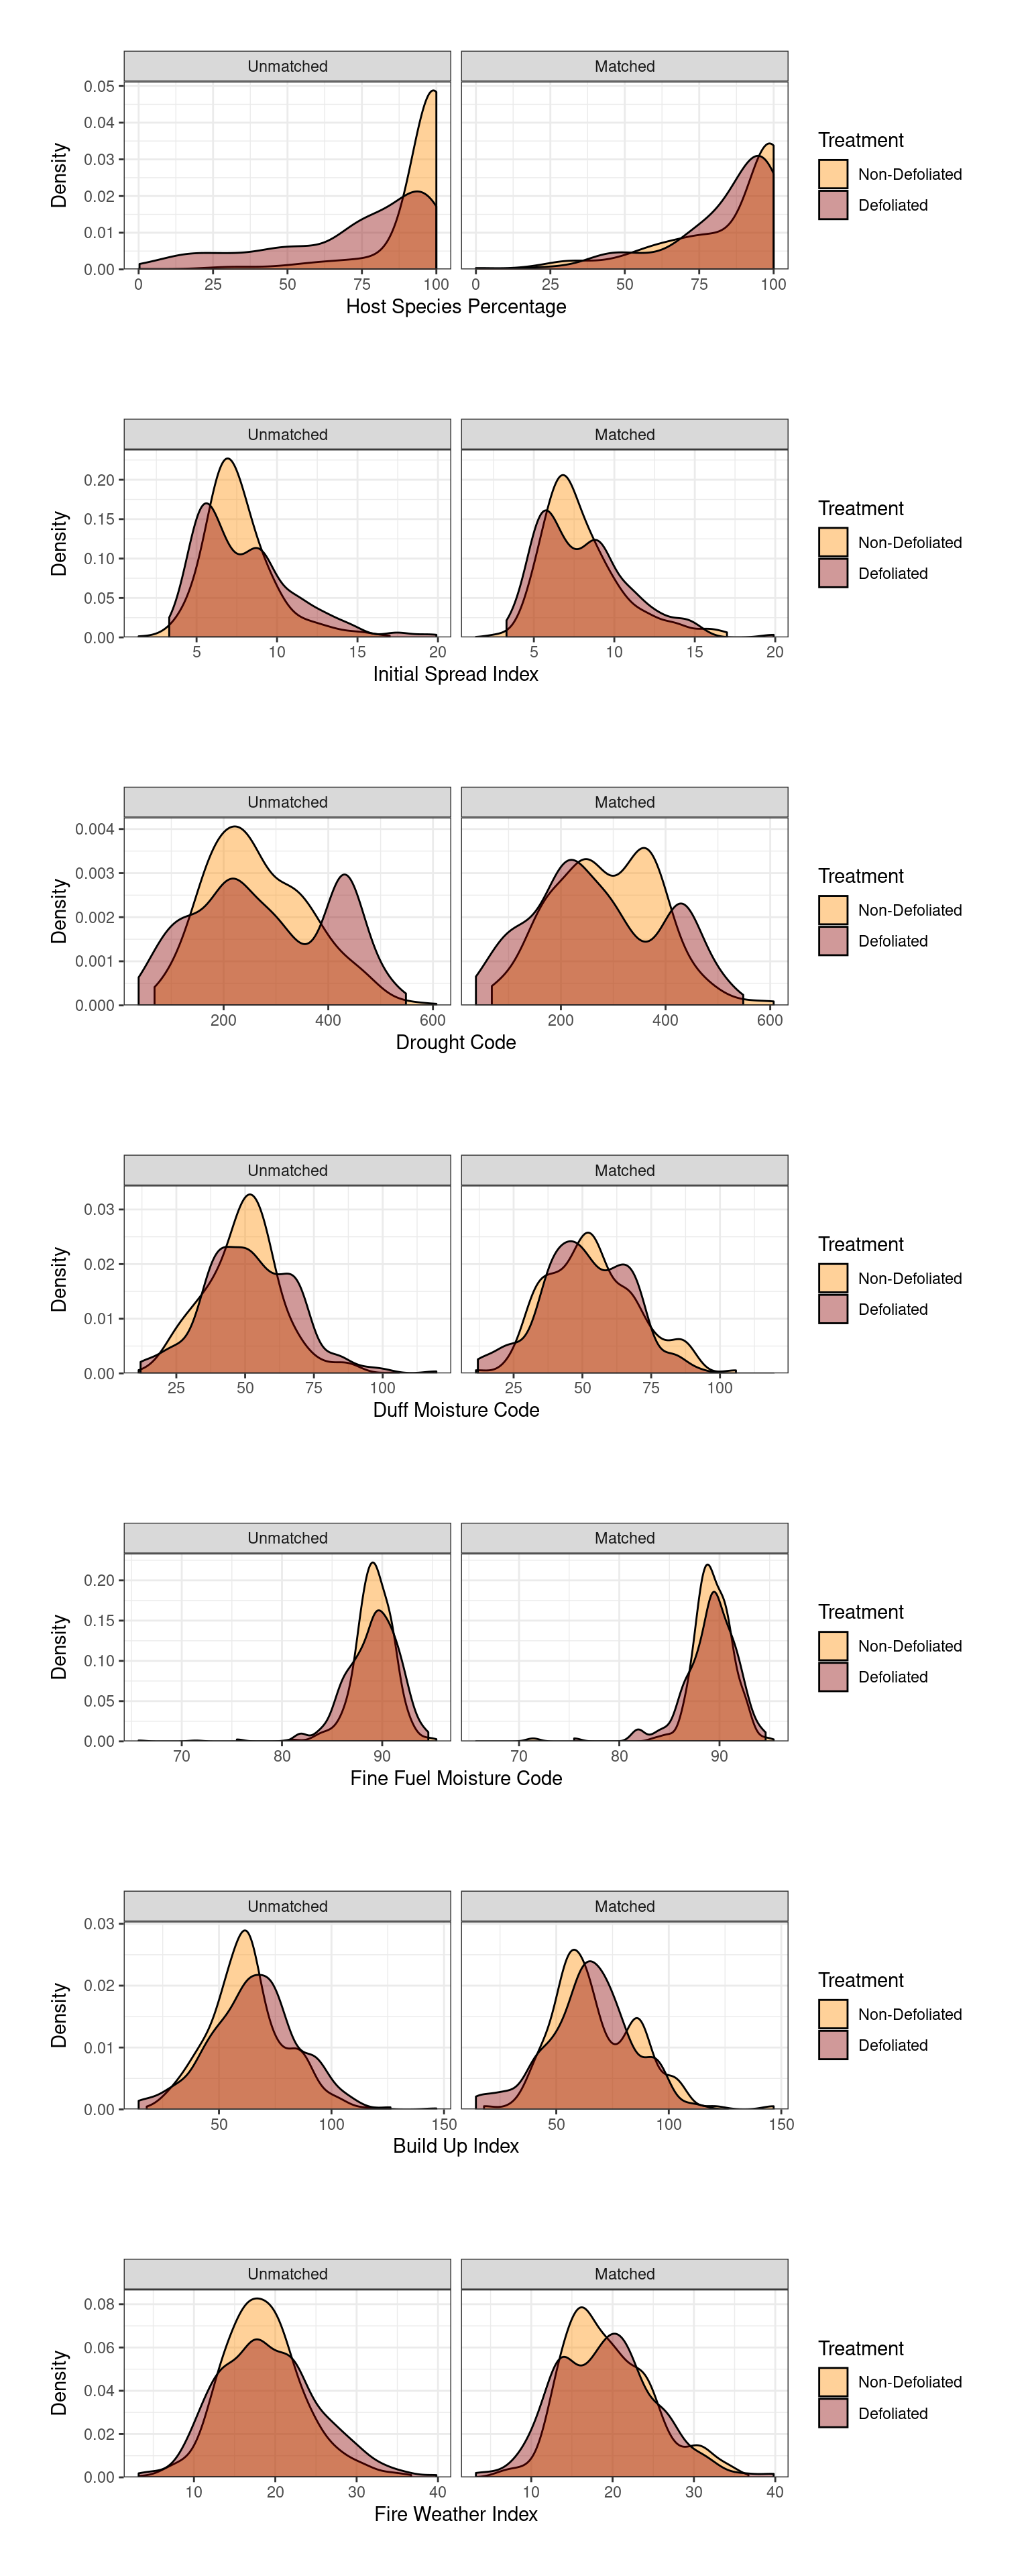 Unmatched Matched
0.05
0.04
0.03
0.02
0.01
0.00
Density
0 25 50 75 100 0 25 50 75 100
Host Species Percentage
Treatment
Non-Defoliated
Defoliated
Unmatched Matched
0.20
0.15
0.10
0.05
0.00
Density
5 10 15 20 5 10 15 20
Initial Spread Index
Treatment
Non-Defoliated
Defoliated
Unmatched Matched
0.004
0.003
0.002
0.001
0.000
Density
200 400 600 200 400 600
Drought Code
Treatment
Non-Defoliated
Defoliated
Unmatched Matched
0.03
0.02
0.01
0.00
Density
25 50 75 100 25 50 75 100
Duff Moisture Code
Treatment
Non-Defoliated
Defoliated
Unmatched Matched
0.20
0.15
0.10
0.05
0.00
Density
70 80 90 70 80 90
Fine Fuel Moisture Code
Treatment
Non-Defoliated
Defoliated
Unmatched Matched
0.03
0.02
0.01
0.00
Density
50 100 150 50 100 150
Build Up Index
Treatment
Non-Defoliated
Defoliated
Unmatched Matched
0.08
0.06
0.04
0.02
0.00
Density
10 20 30 40 10 20 30 40
Fire Weather Index
Treatment
Non-Defoliated
Defoliated